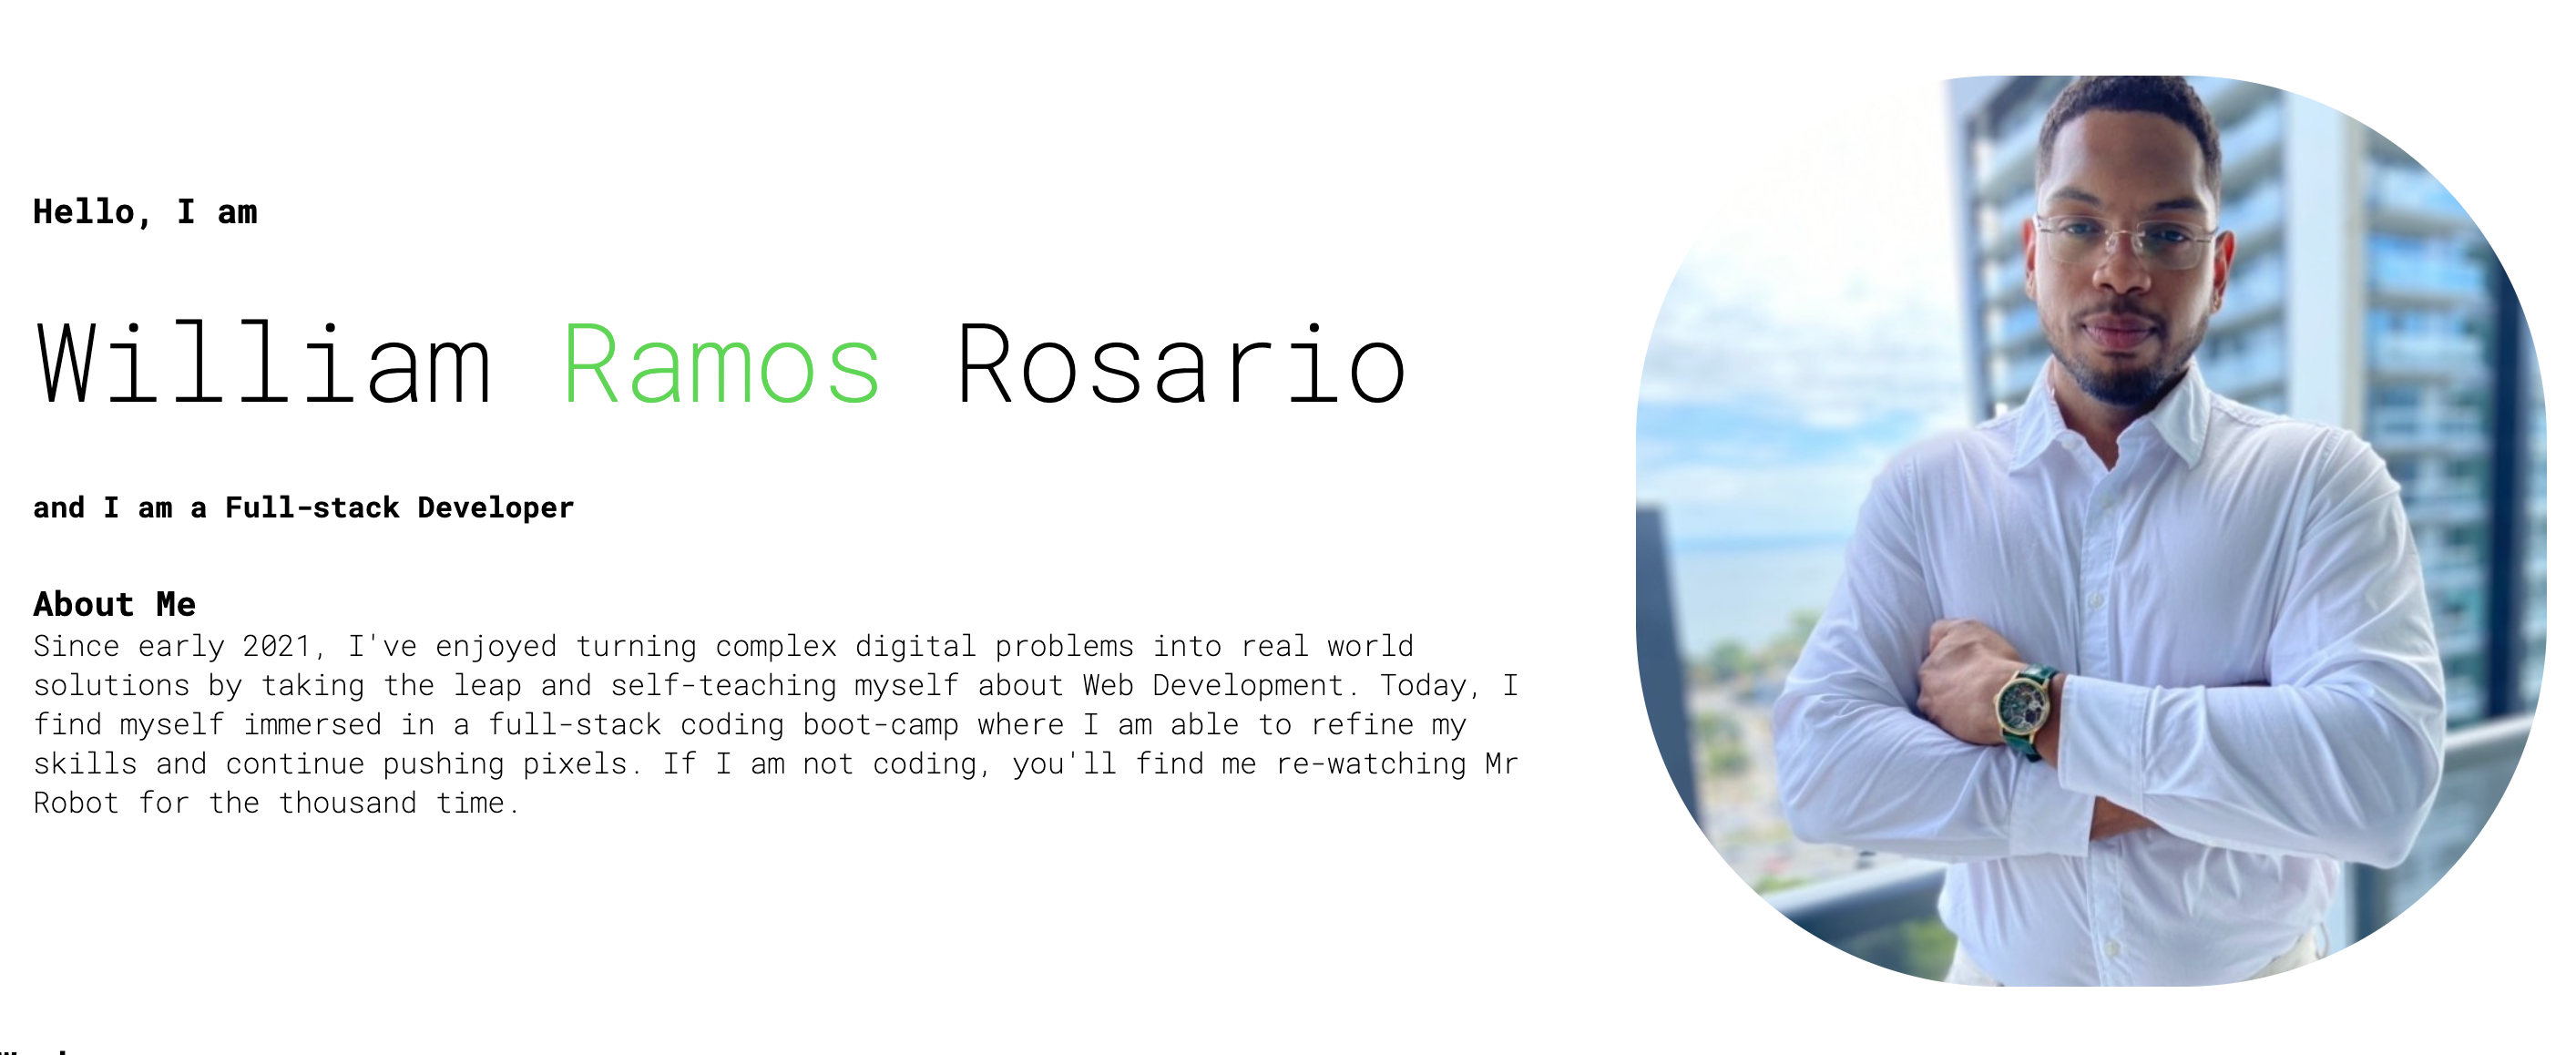 Hello, I am
William Ramos Rosario
and I am a Full-stack Developer
About Me
Since early 2021, I've enjoyed turning complex digital problems into real world
solutions by taking the leap and self-teaching myself about Web Development. Today, I
find myself immersed in a full-stack coding boot-camp where I am able to refine my
skills and continue pushing pixels. If I am not coding, you'll find me re-watching Mr
Robot for the thousand time.